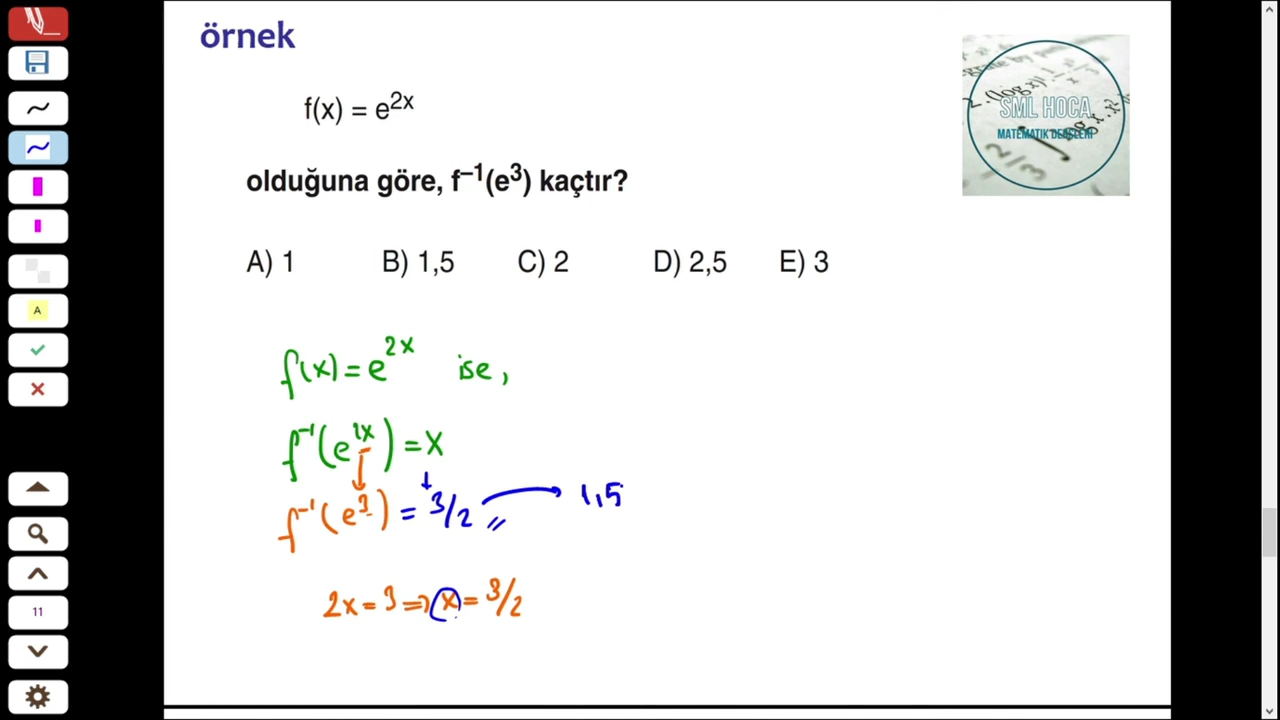 örnek
f(x) = e^2x
olduğuna göre, f^–1(e^3) kaçtır?
A) 1 B) 1,5 C) 2 D) 2,5 E) 3
SML HOCA
MATEMATİK DERSLERİ
f(x) = e^2x ise,
f^-1(e^2x) = x
f^-1(e^3) = 3/2 1,5
2x = 3 ⇒ x = 3/2
A
11